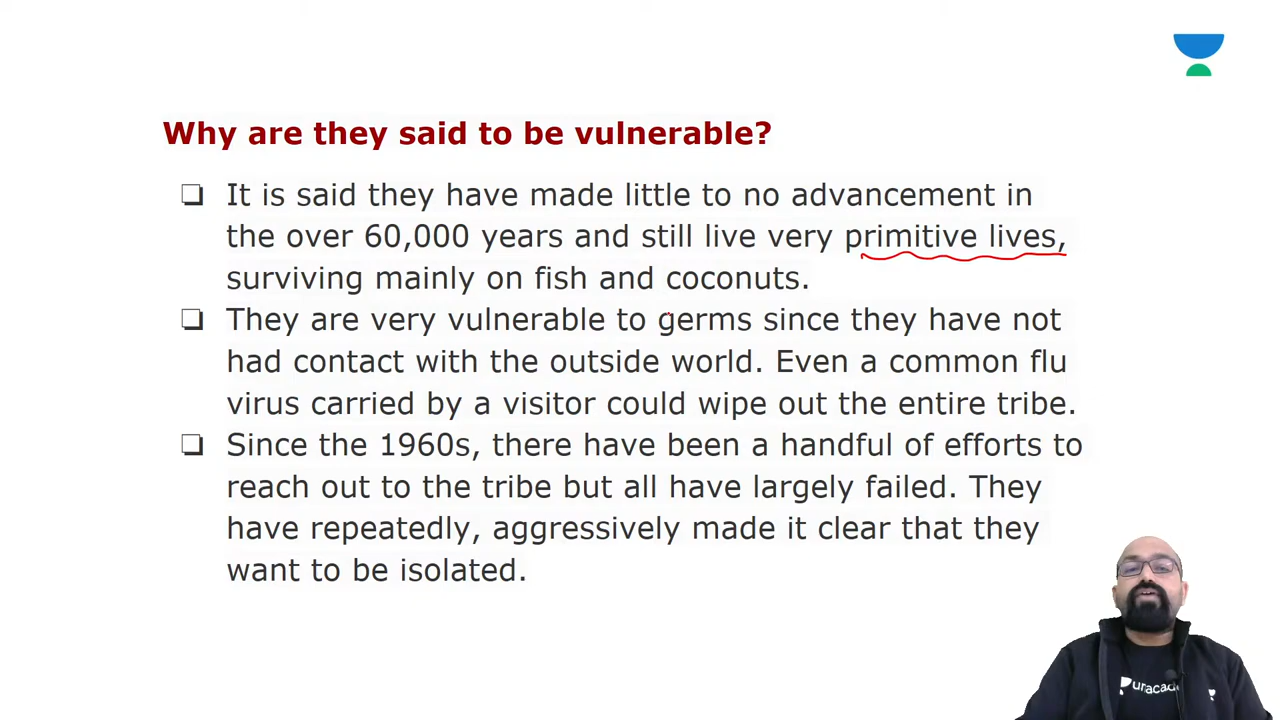 Why are they said to be vulnerable?
❏ It is said they have made little to no advancement in
the over 60,000 years and still live very primitive lives,
surviving mainly on fish and coconuts.
❏ They are very vulnerable to germs since they have not
had contact with the outside world. Even a common flu
virus carried by a visitor could wipe out the entire tribe.
❏ Since the 1960s, there have been a handful of efforts to
reach out to the tribe but all have largely failed. They
have repeatedly, aggressively made it clear that they
want to be isolated.